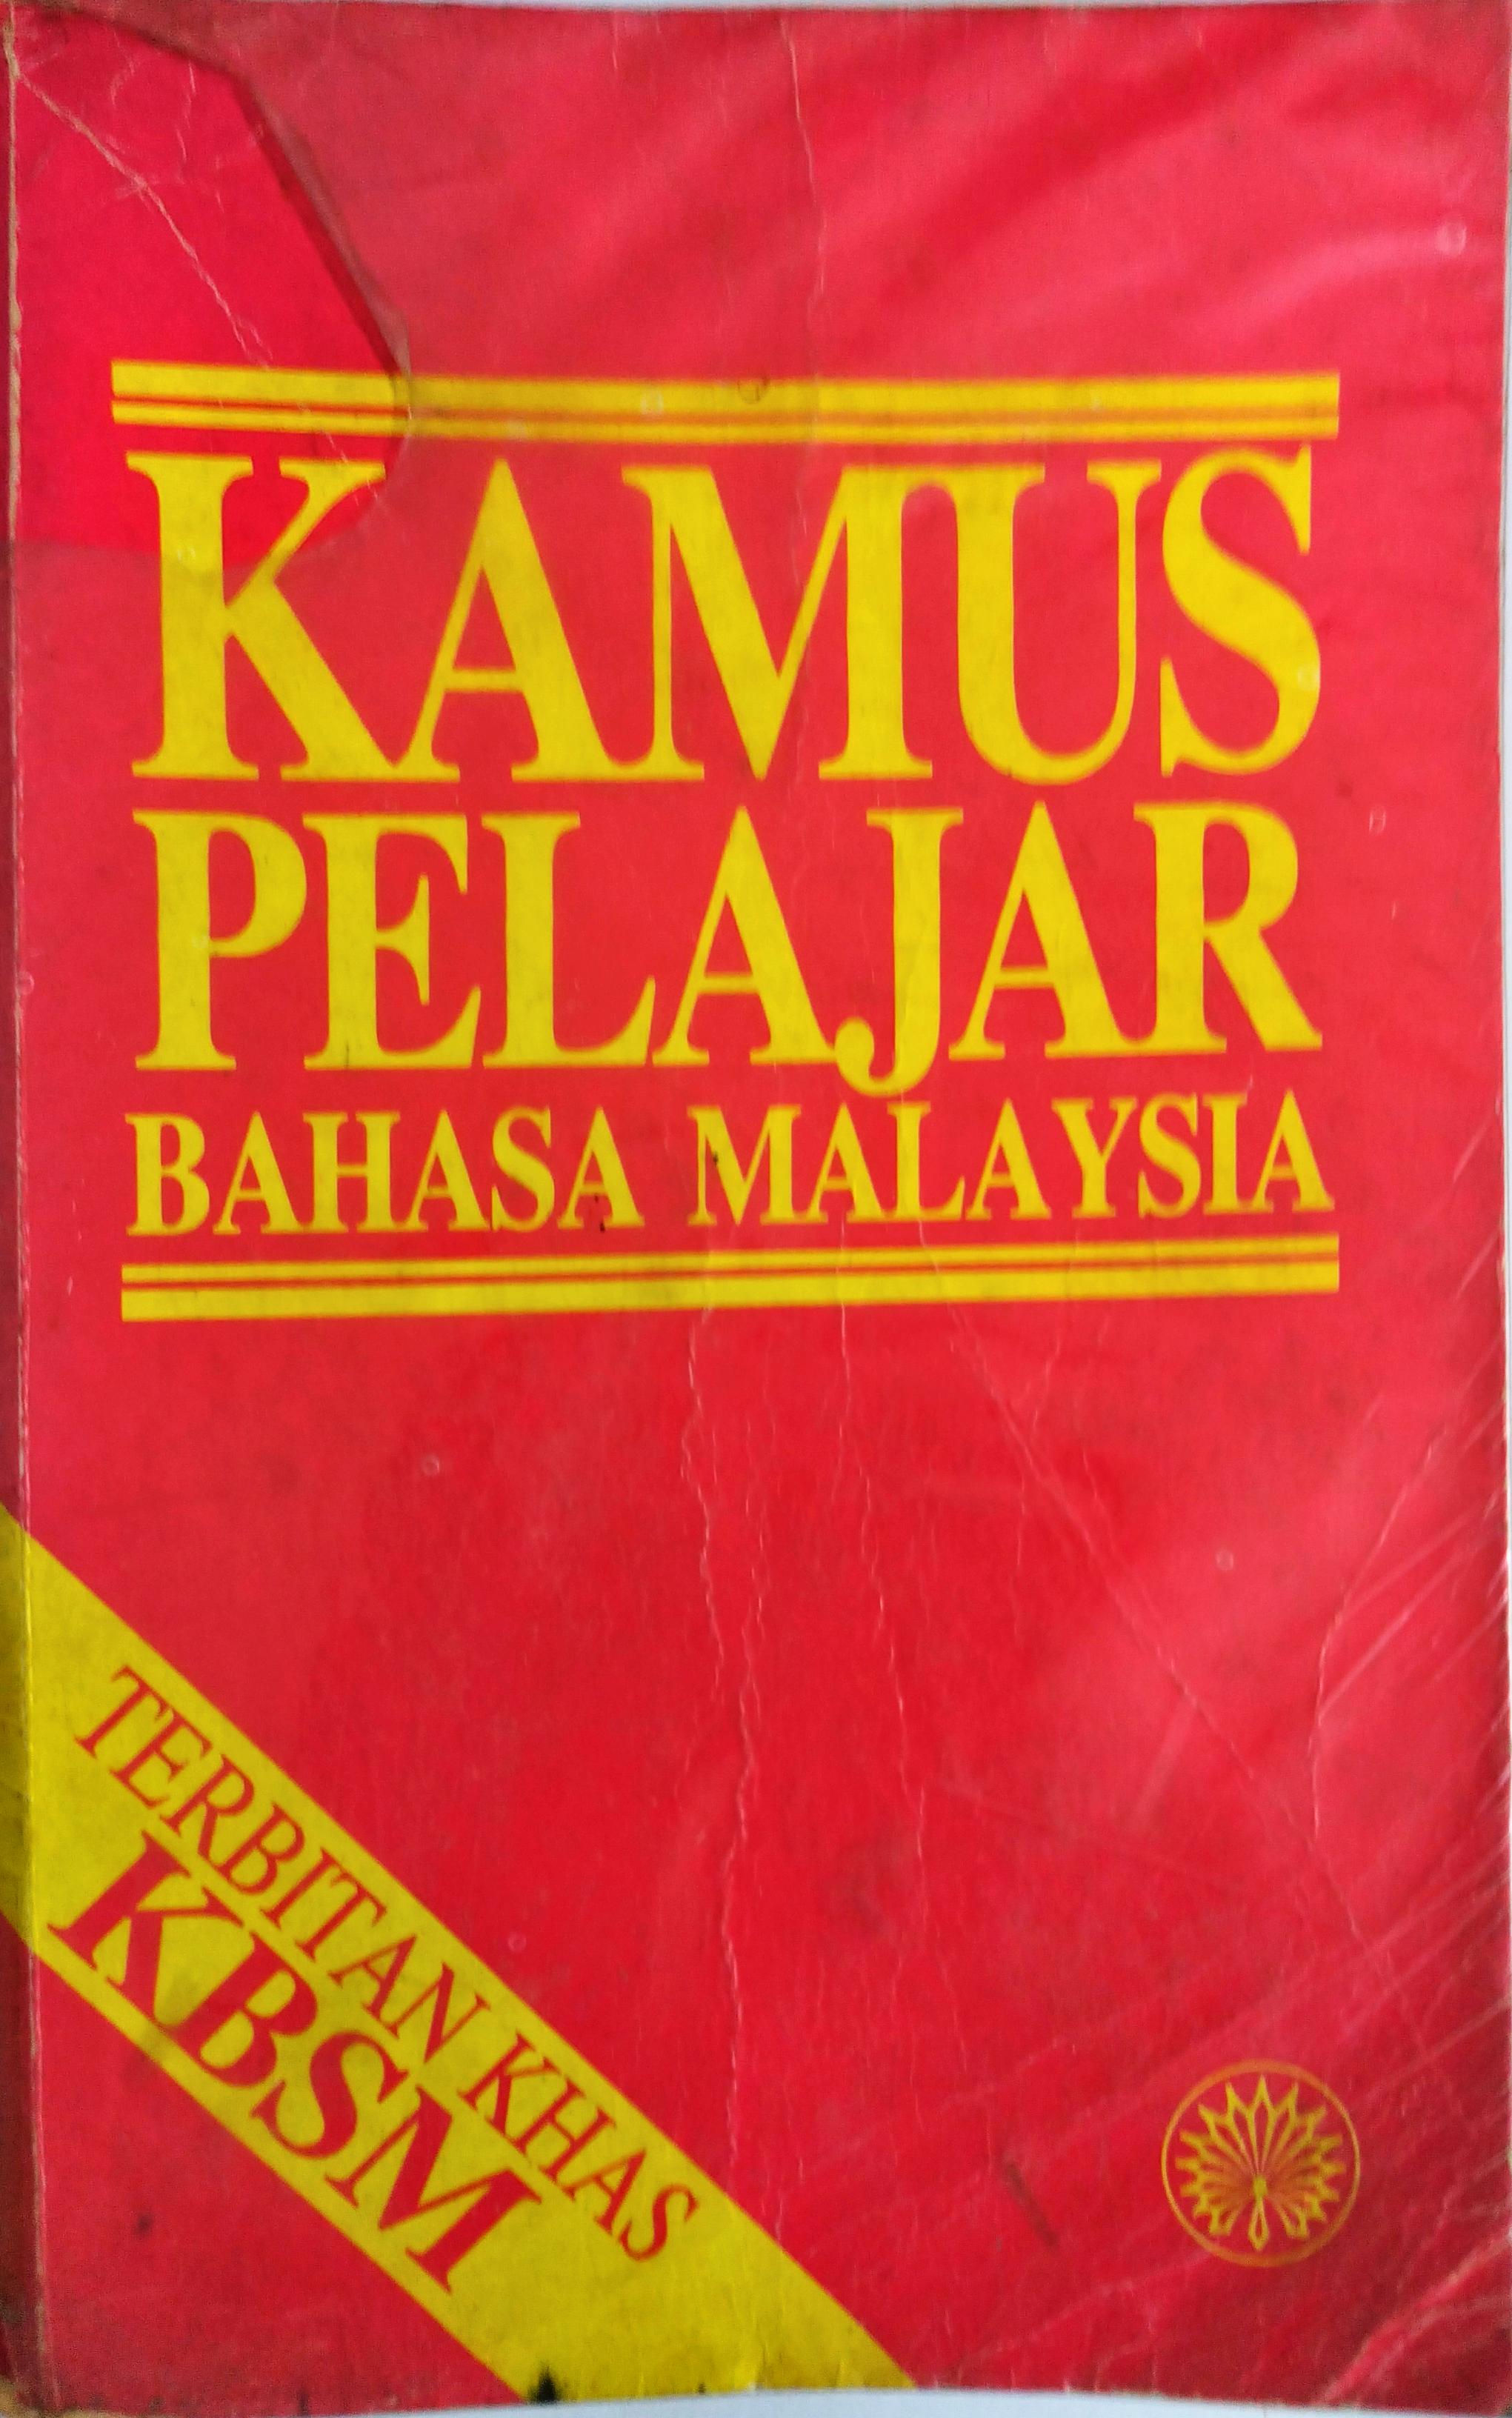 KAMUS
PELAJAR
BAHASA MALAYSIA
TERBITAN KHAS
KBSM